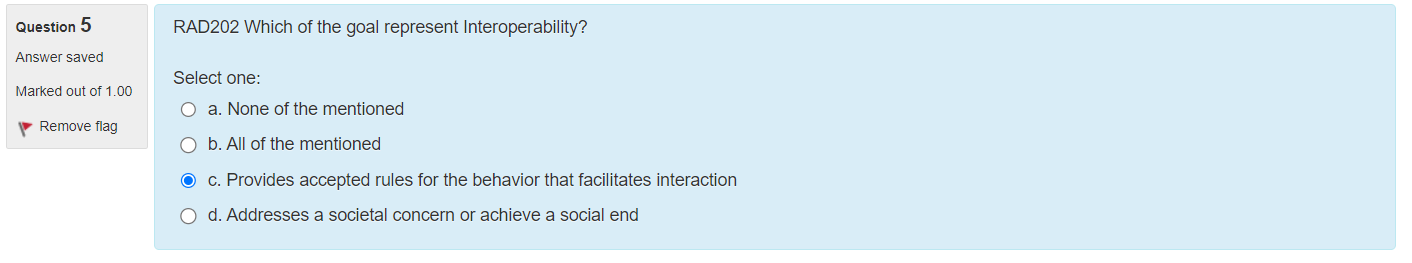 Question 5
Answer saved
Marked out of 1.00
Remove flag
RAD202 Which of the goal represent Interoperability?
Select one:
a. None of the mentioned
b. All of the mentioned
c. Provides accepted rules for the behavior that facilitates interaction
d. Addresses a societal concern or achieve a social end